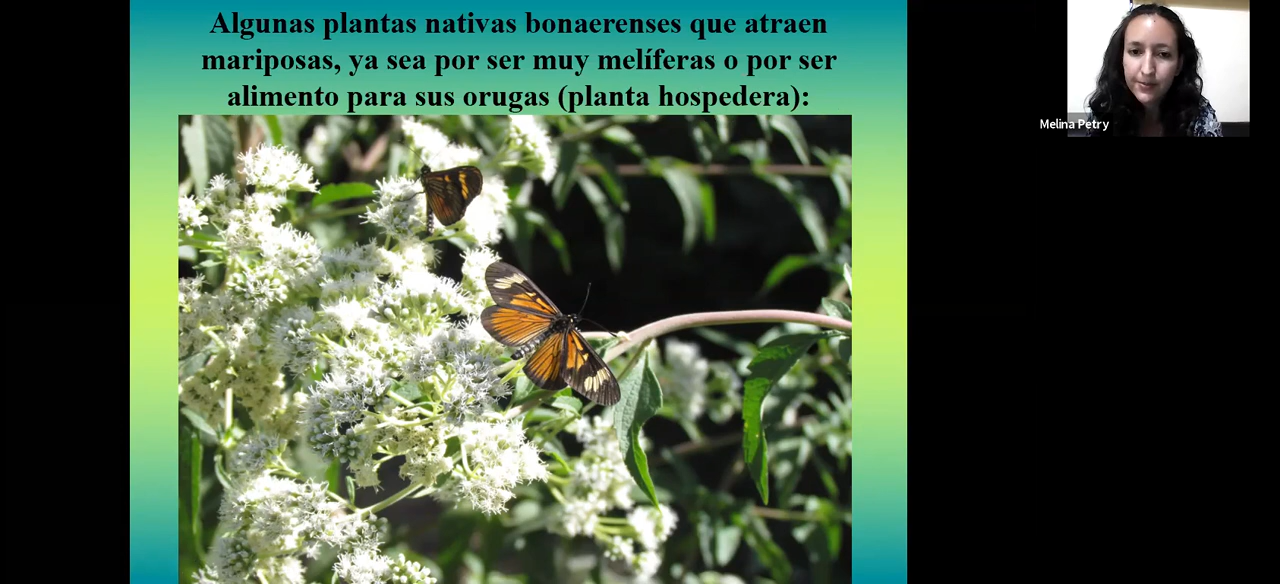 Algunas plantas nativas bonaerenses que atraen
mariposas, ya sea por ser muy melíferas o por ser
alimento para sus orugas (planta hospedera):
Melina Petry